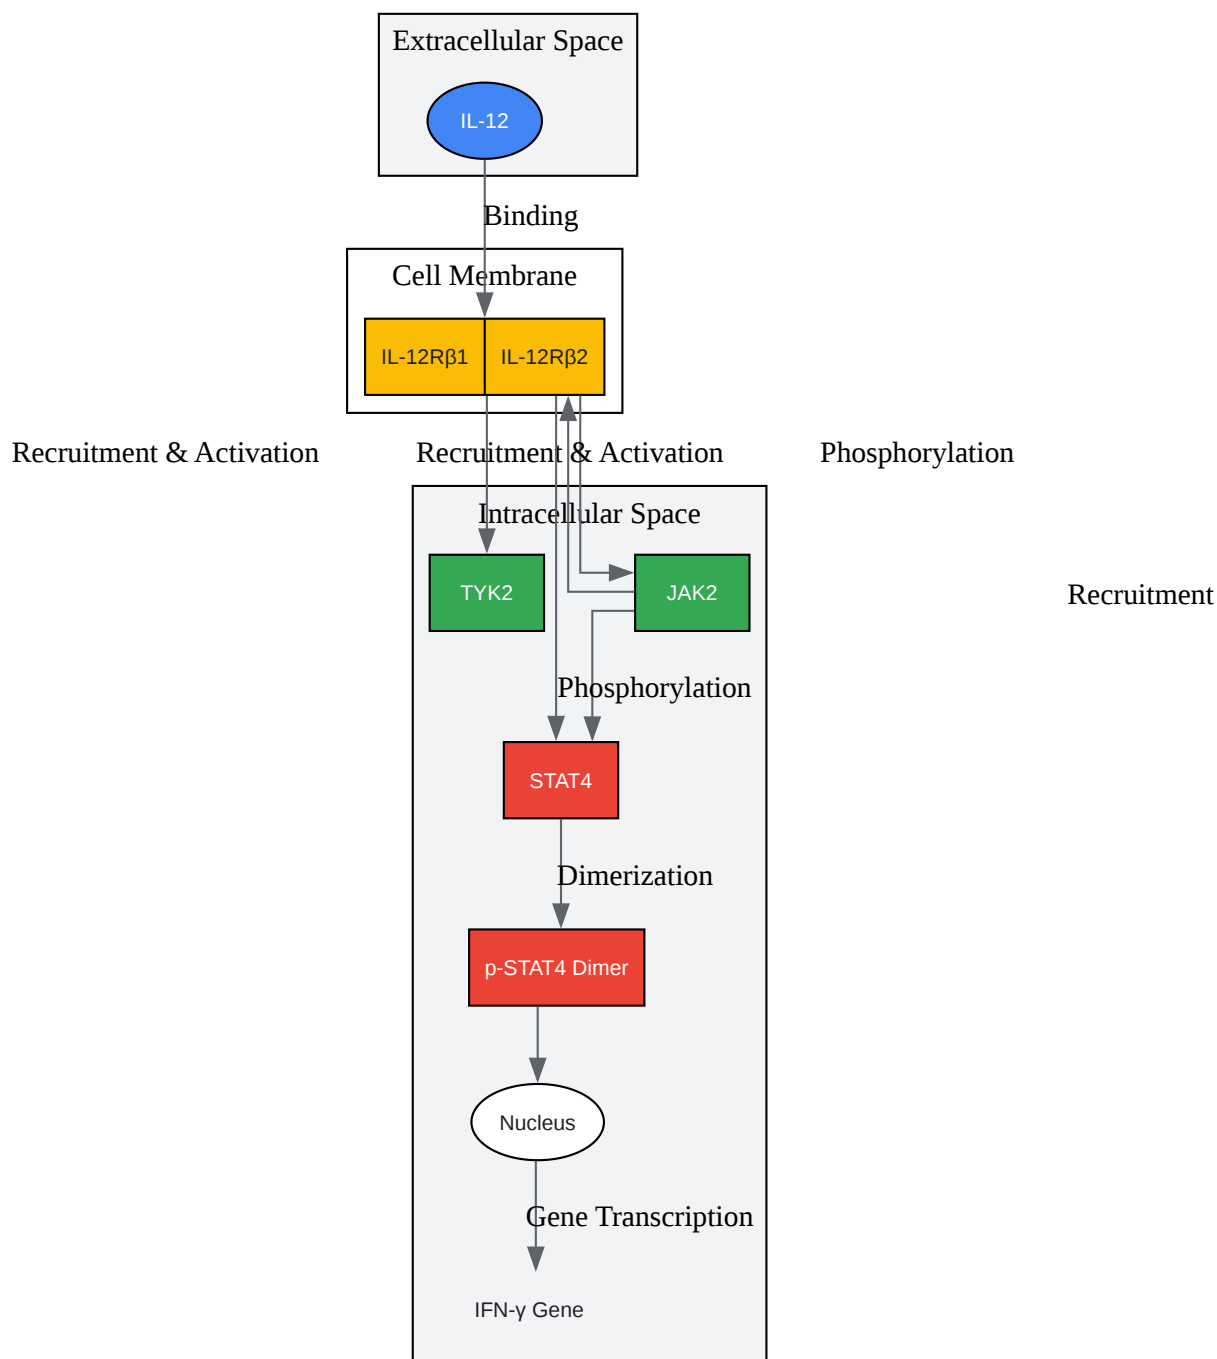 Extracellular Space
IL-12
Binding
Cell Membrane
IL-12Rβ1
IL-12Rβ2
Recruitment & Activation
Recruitment & Activation
Phosphorylation
Intracellular Space
TYK2
JAK2
Recruitment
Phosphorylation
STAT4
Dimerization
p-STAT4 Dimer
Nucleus
Gene Transcription
IFN-γ Gene